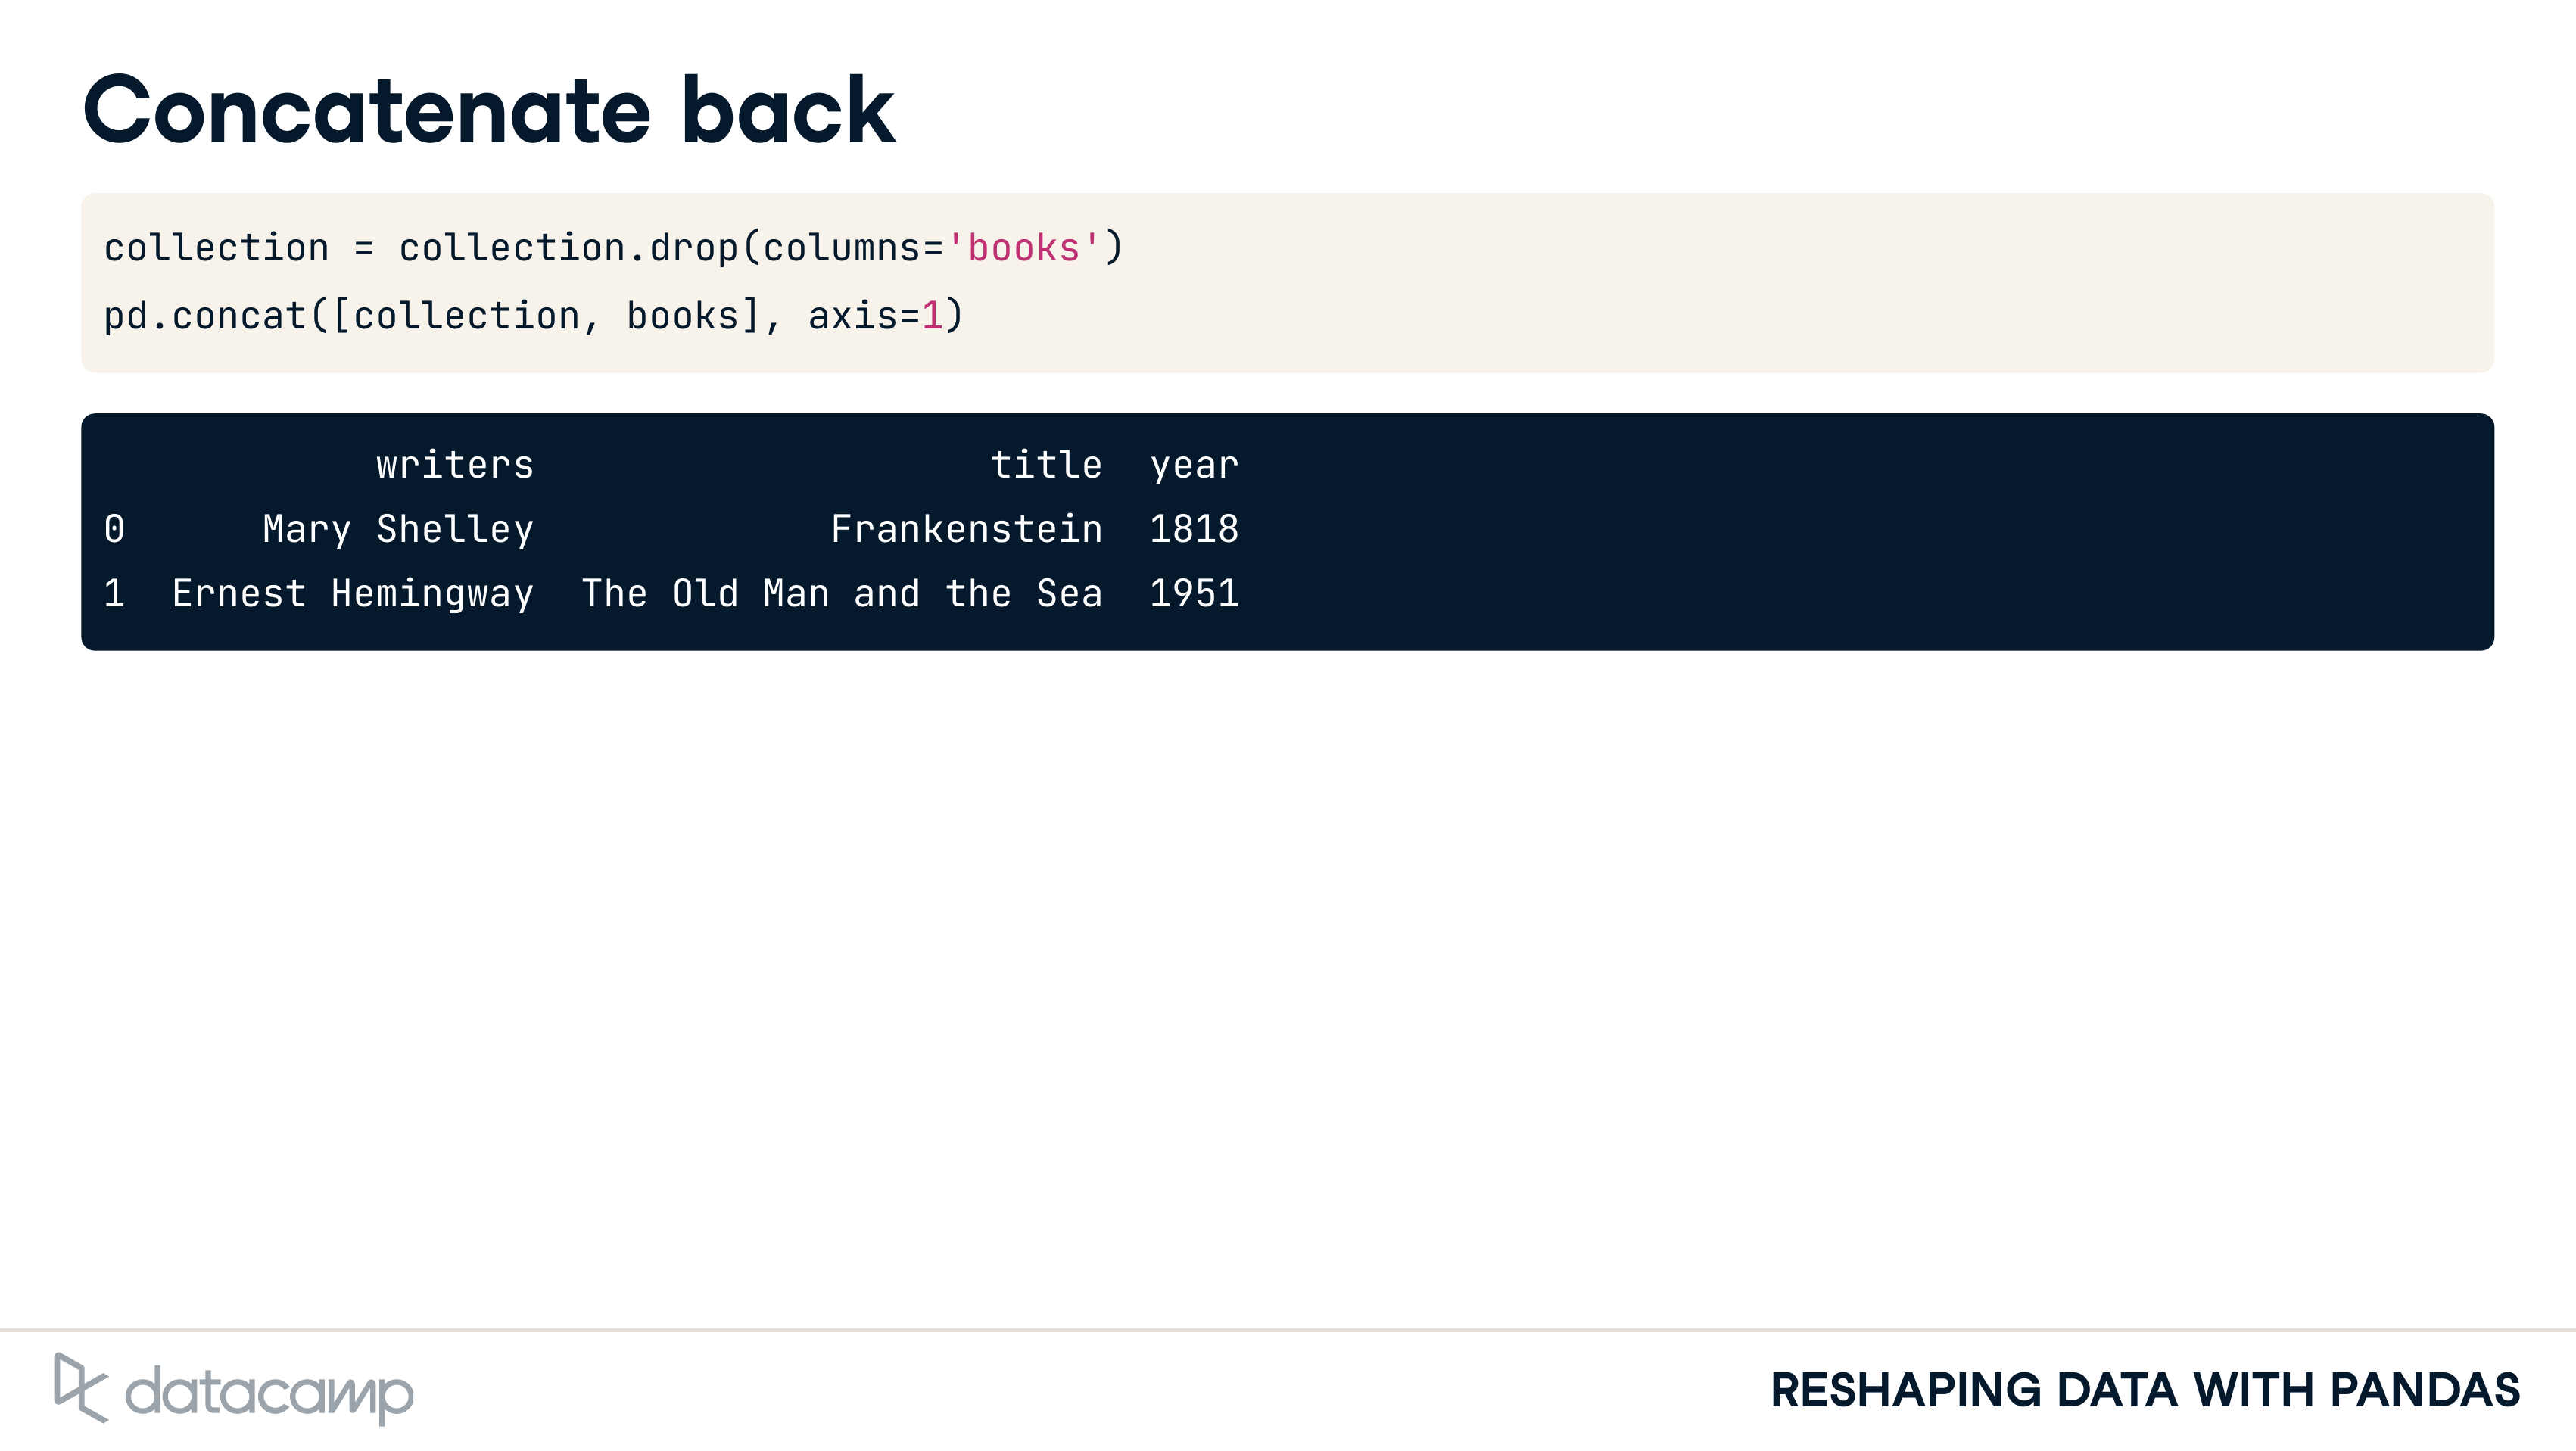 Concatenate back
collection = collection.drop(columns='books')
pd.concat([collection, books], axis=1)
writers title year
0 Mary Shelley Frankenstein 1818
1 Ernest Hemingway The Old Man and the Sea 1951
datacamp
RESHAPING DATA WITH PANDAS